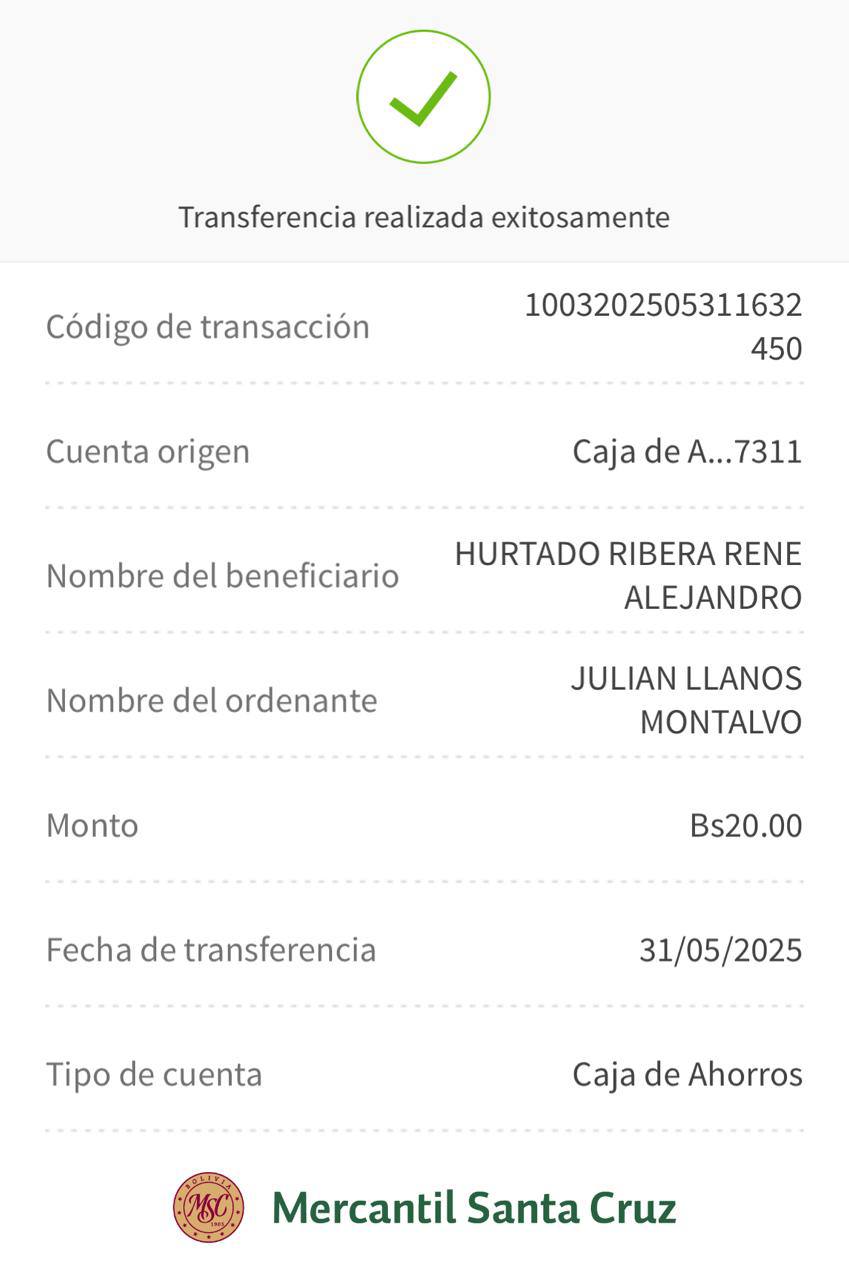 Transferencia realizada exitosamente
Código de transacción
1003202505311632
450
Cuenta origen
Caja de A...7311
Nombre del beneficiario
HURTADO RIBERA RENE
ALEJANDRO
Nombre del ordenante
JULIAN LLANOS
MONTALVO
Monto
Bs20.00
Fecha de transferencia
31/05/2025
Tipo de cuenta
Caja de Ahorros
BOLIVIA
MSC
1905
Mercantil Santa Cruz